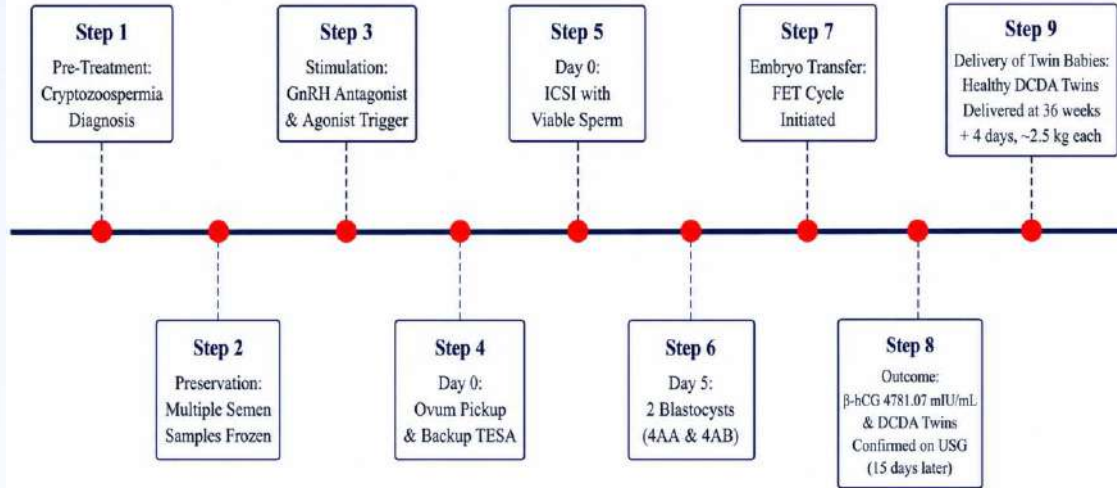 Step 1
Pre-Treatment:
Cryptozoospermia
Diagnosis
Step 2
Preservation:
Multiple Semen
Samples Frozen
Step 3
Stimulation:
GnRH Antagonist
& Agonist Trigger
Step 4
Day 0:
Ovum Pickup
& Backup TESA
Step 5
Day 0:
ICSI with
Viable Sperm
Step 6
Day 5:
2 Blastocysts
(4AA & 4AB)
Step 7
Embryo Transfer:
FET Cycle
Initiated
Step 8
Outcome:
β-hCG 4781.07 mIU/mL
& DCDA Twins
Confirmed on USG
(15 days later)
Step 9
Delivery of Twin Babies:
Healthy DCDA Twins
Delivered at 36 weeks
+ 4 days, ~2.5 kg each